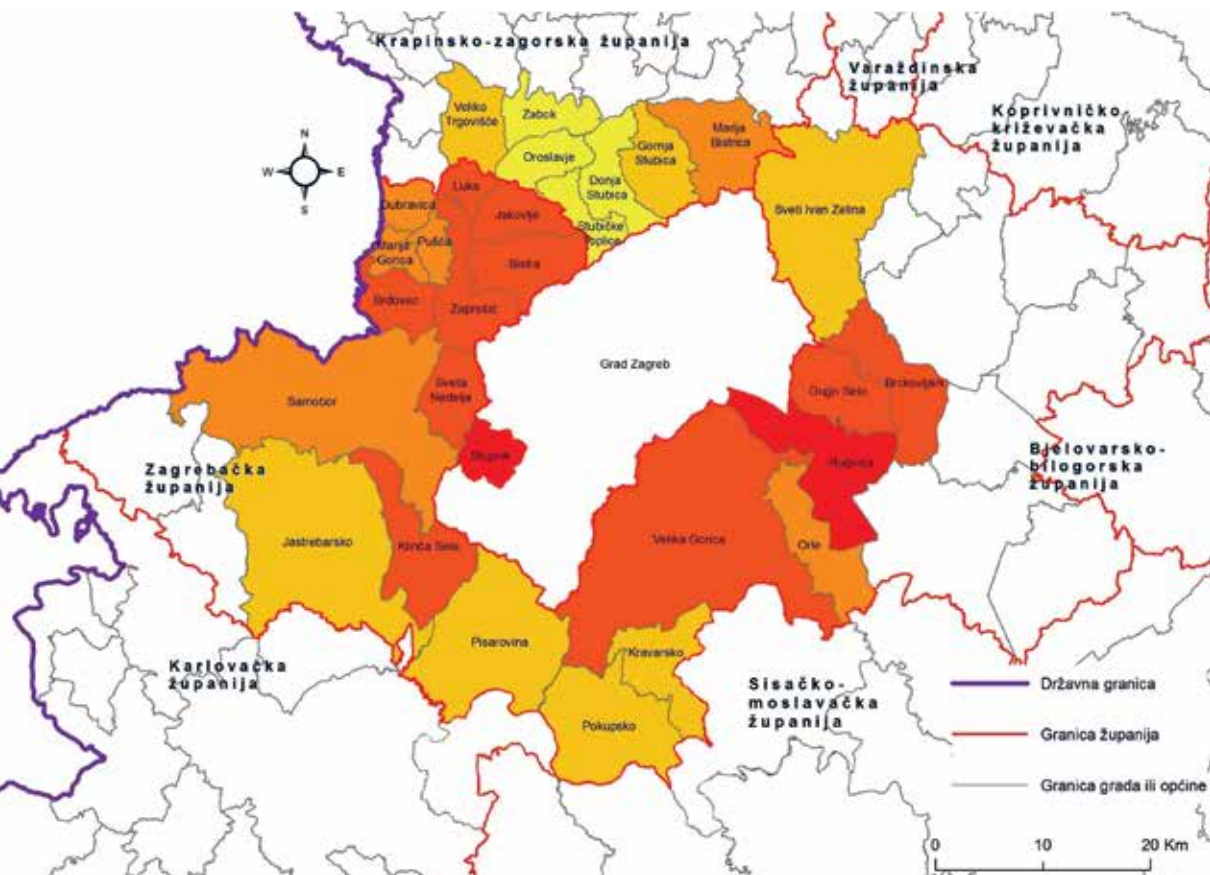 Krapinsko-zagorska županija
Varaždinska
županija
Koprivničko-
križevačka
županija
Veliko
Trgovišće
Zabok
Marija
Bistrica
Gornja
Stubica
Oroslavje
Donja
Stubica
N
W
E
S
Luka
Dubravica
Jakovlje
Sveti Ivan Zelina
Stubičke
Toplice
Pušća
Marija
Gorica
Bistra
Brdovec
Zaprešić
Grad Zagreb
Sveta
Nedelja
Dugo Selo
Brckovljani
Samobor
Stupnik
Rugvica
Zagrebačka
županija
Bjelovarsko-
bilogorska
županija
Jastrebarsko
Klinča Sela
Velika Gorica
Orle
Pisarovina
Kravarsko
Karlovačka
županija
Sisačko-
moslavačka
županija
Pokupsko
Državna granica
Granica županija
Granica grada ili općine
0 10 20 Km